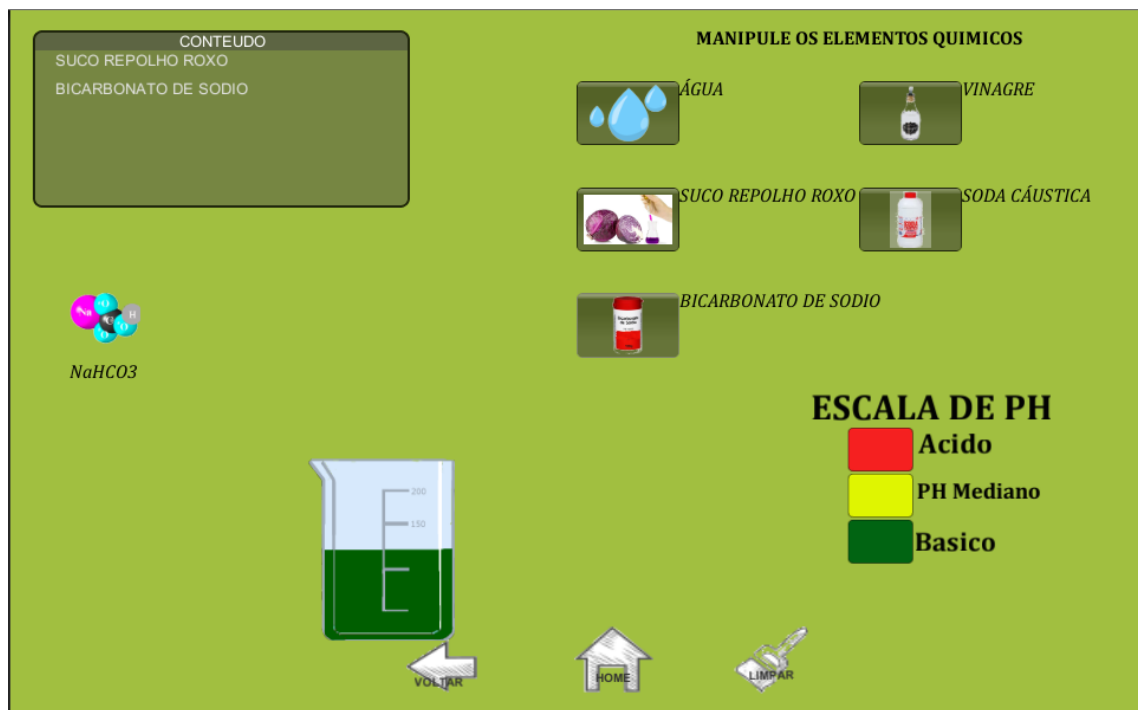 CONTEUDO
SUCO REPOLHO ROXO
BICARBONATO DE SODIO
MANIPULE OS ELEMENTOS QUIMICOS
ÁGUA
VINAGRE
SUCO REPOLHO ROXO
SODA CÁUSTICA
BICARBONATO DE SODIO
Na
O
C
H
O
O
NaHCO3
ESCALA DE PH
Acido
PH Mediano
Basico
200
150
VOLTAR
HOME
LIMPAR